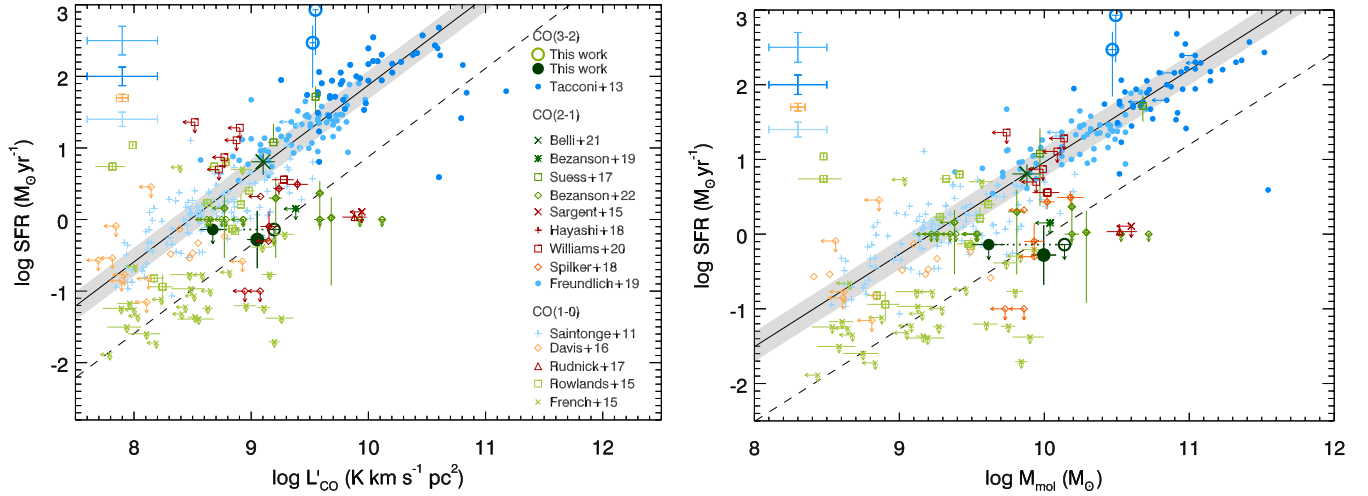 3
2
1
0
-1
-2
log SFR (M⊙ yr⁻¹)
8
9
10
11
12
log L'CO (K km s⁻¹ pc²)
CO(3-2)
This work
This work
Tacconi+13
CO(2-1)
Belli+21
Bezanson+19
Suess+17
Bezanson+22
Sargent+15
Hayashi+18
Williams+20
Spilker+18
Freundlich+19
CO(1-0)
Saintonge+11
Davis+16
Rudnick+17
Rowlands+15
French+15
3
2
1
0
-1
-2
log SFR (M⊙ yr⁻¹)
8
9
10
11
12
log Mmol (M⊙)